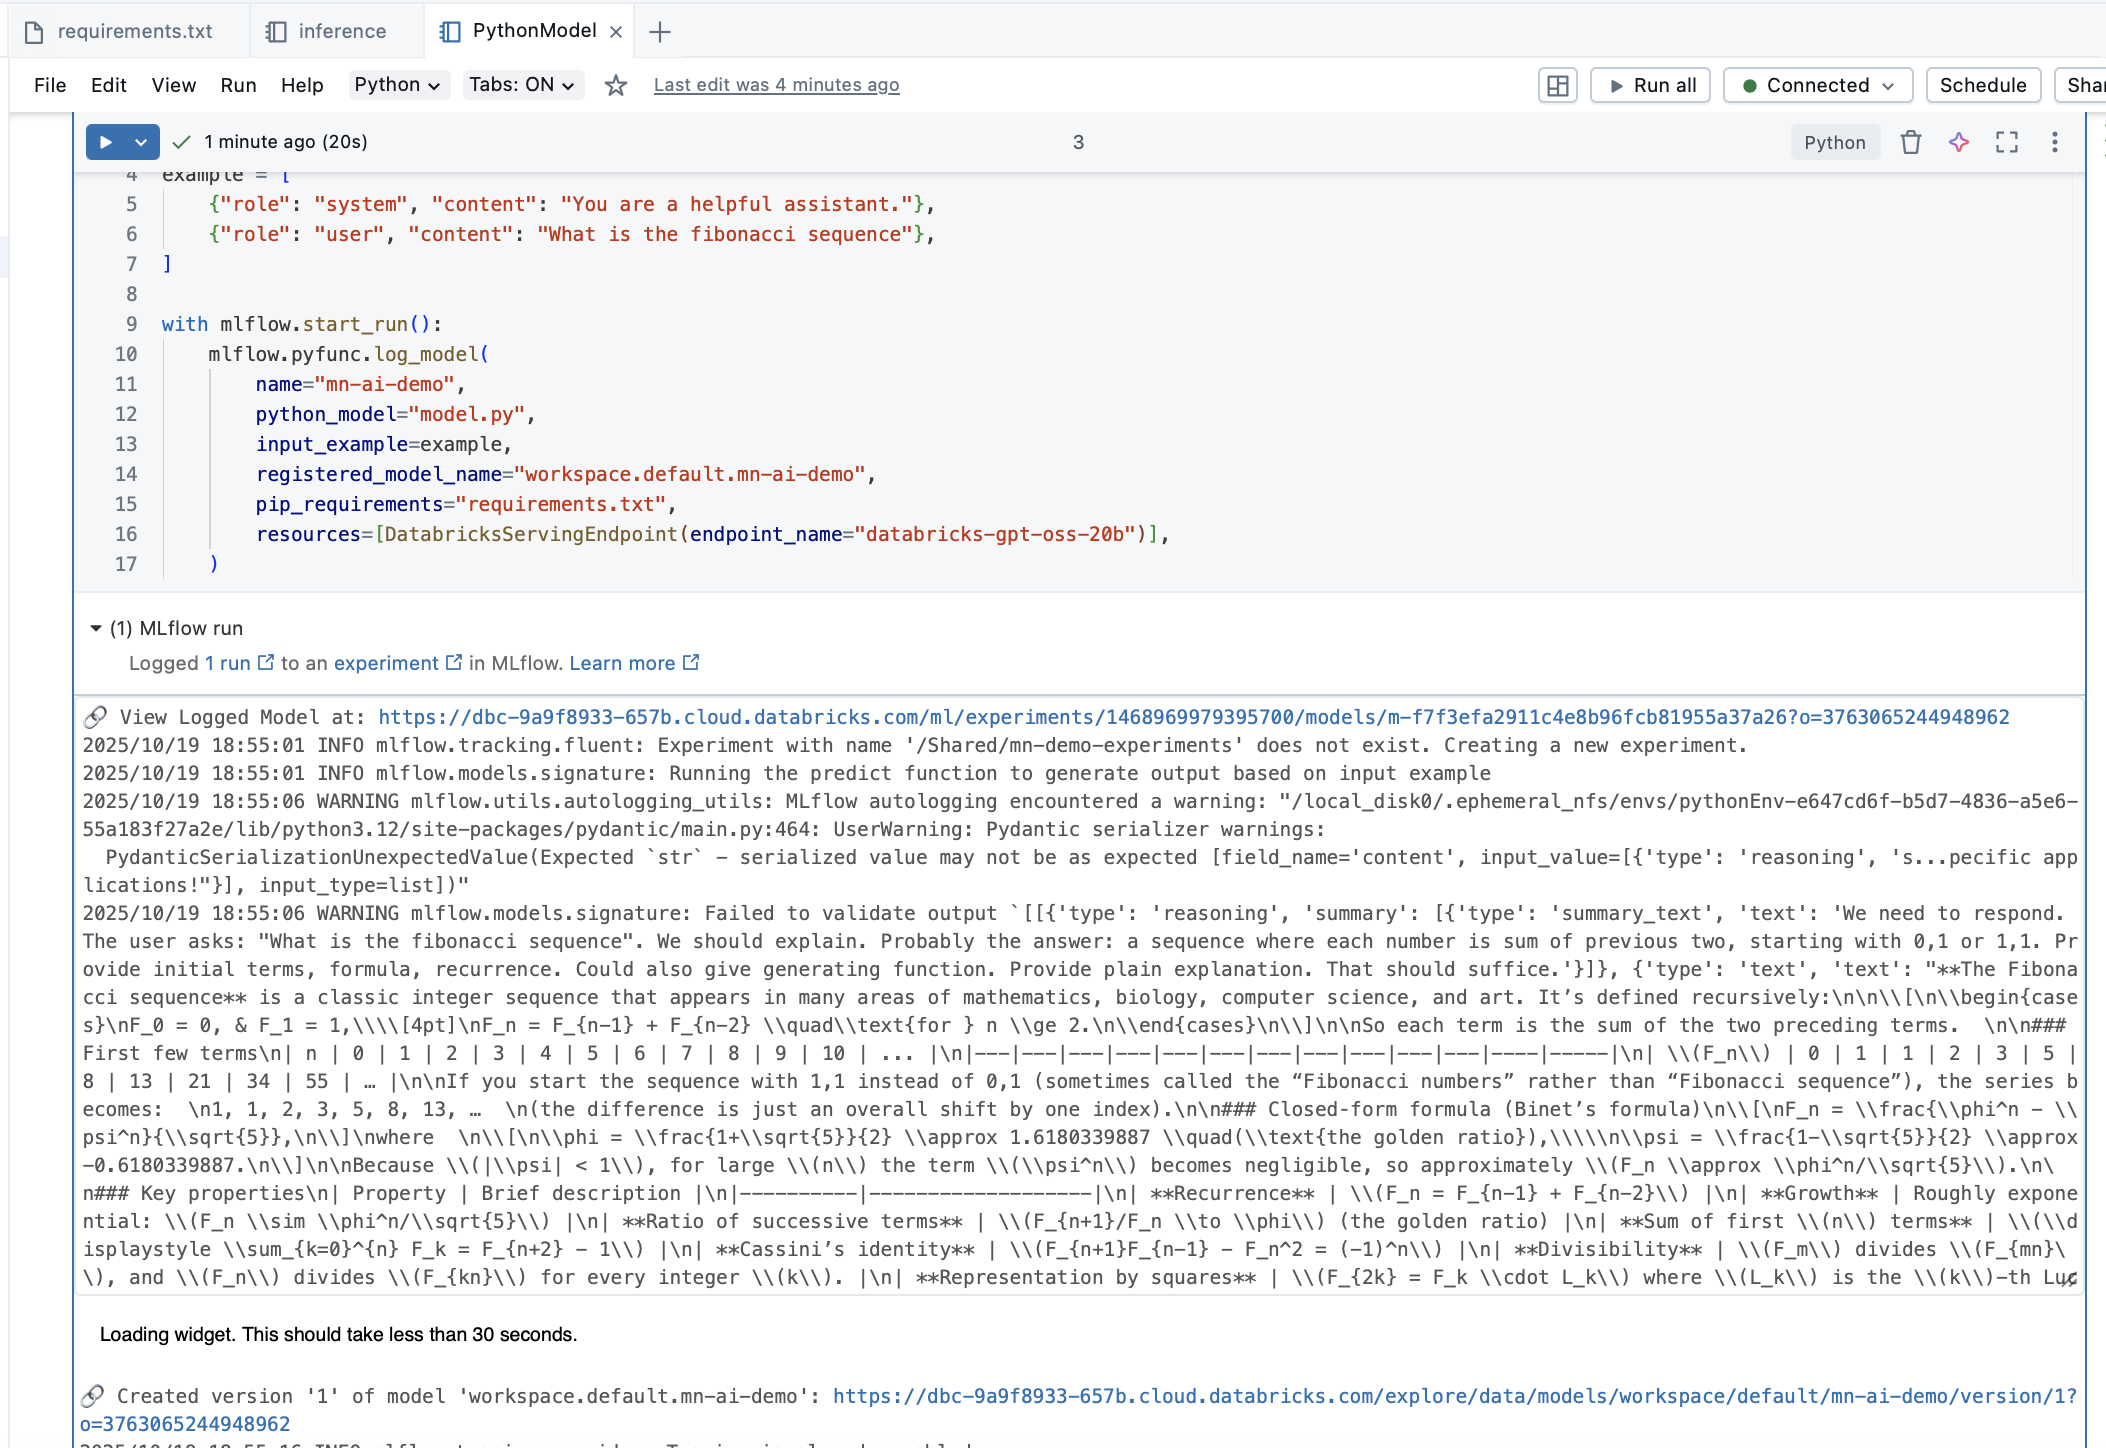 requirements.txt inference PythonModel
File Edit View Run Help Python Tabs: ON Last edit was 4 minutes ago Run all Connected Schedule Shar
1 minute ago (20s) 3 Python
4 example = [
5 {"role": "system", "content": "You are a helpful assistant."},
6 {"role": "user", "content": "What is the fibonacci sequence"},
7 ]
8
9 with mlflow.start_run():
10 mlflow.pyfunc.log_model(
11 name="mn-ai-demo",
12 python_model="model.py",
13 input_example=example,
14 registered_model_name="workspace.default.mn-ai-demo",
15 pip_requirements="requirements.txt",
16 resources=[DatabricksServingEndpoint(endpoint_name="databricks-gpt-oss-20b")],
17 )
(1) MLflow run
Logged 1 run to an experiment in MLflow. Learn more
🔗 View Logged Model at: https://dbc-9a9f8933-657b.cloud.databricks.com/ml/experiments/1468969979395700/models/m-f7f3efa2911c4e8b96fcb81955a37a26?o=3763065244948962
2025/10/19 18:55:01 INFO mlflow.tracking.fluent: Experiment with name '/Shared/mn-demo-experiments' does not exist. Creating a new experiment.
2025/10/19 18:55:01 INFO mlflow.models.signature: Running the predict function to generate output based on input example
2025/10/19 18:55:06 WARNING mlflow.utils.autologging_utils: MLflow autologging encountered a warning: "/local_disk0/.ephemeral_nfs/envs/pythonEnv-e647cd6f-b5d7-4836-a5e6-
55a183f27a2e/lib/python3.12/site-packages/pydantic/main.py:464: UserWarning: Pydantic serializer warnings:
PydanticSerializationUnexpectedValue(Expected `str` - serialized value may not be as expected [field_name='content', input_value=[{'type': 'reasoning', 's...pecific app
lications!"}], input_type=list])"
2025/10/19 18:55:06 WARNING mlflow.models.signature: Failed to validate output `[[{'type': 'reasoning', 'summary': [{'type': 'summary_text', 'text': 'We need to respond.
The user asks: "What is the fibonacci sequence". We should explain. Probably the answer: a sequence where each number is sum of previous two, starting with 0,1 or 1,1. Pr
ovide initial terms, formula, recurrence. Could also give generating function. Provide plain explanation. That should suffice.'}]}, {'type': 'text', 'text': "**The Fibona
cci sequence** is a classic integer sequence that appears in many areas of mathematics, biology, computer science, and art. It’s defined recursively:\n\n\\[\n\\begin{case
s}\nF_0 = 0, & F_1 = 1,\\\\[4pt]\nF_n = F_{n-1} + F_{n-2} \\quad\\text{for } n \\ge 2.\n\\end{cases}\n\\]\n\nSo each term is the sum of the two preceding terms.  \n\n###
First few terms\n| n | 0 | 1 | 2 | 3 | 4 | 5 | 6 | 7 | 8 | 9 | 10 | ... |\n|---|---|---|---|---|---|---|---|---|---|---|----|-----|\n| \\(F_n\\) | 0 | 1 | 1 | 2 | 3 | 5 |
8 | 13 | 21 | 34 | 55 | … |\n\nIf you start the sequence with 1,1 instead of 0,1 (sometimes called the “Fibonacci numbers” rather than “Fibonacci sequence”), the series b
ecomes:  \n1, 1, 2, 3, 5, 8, 13, …  \n(the difference is just an overall shift by one index).\n\n### Closed-form formula (Binet’s formula)\n\\[\nF_n = \\frac{\\phi^n - \\
psi^n}{\\sqrt{5}},\n\\]\nwhere  \n\\[\n\\phi = \\frac{1+\\sqrt{5}}{2} \\approx 1.6180339887 \\quad(\\text{the golden ratio}),\\\\\n\\psi = \\frac{1-\\sqrt{5}}{2} \\approx
-0.6180339887.\n\\]\n\nBecause \\(|\\psi| < 1\\), for large \\(n\\) the term \\(\\psi^n\\) becomes negligible, so approximately \\(F_n \\approx \\phi^n/\\sqrt{5}\\).\n\
n### Key properties\n| Property | Brief description |\n|----------|-------------------|\n| **Recurrence** | \\(F_n = F_{n-1} + F_{n-2}\\) |\n| **Growth** | Roughly expone
ntial: \\(F_n \\sim \\phi^n/\\sqrt{5}\\) |\n| **Ratio of successive terms** | \\(F_{n+1}/F_n \\to \\phi\\) (the golden ratio) |\n| **Sum of first \\(n\\) terms** | \\(\\d
isplaystyle \\sum_{k=0}^{n} F_k = F_{n+2} - 1\\) |\n| **Cassini’s identity** | \\(F_{n+1}F_{n-1} - F_n^2 = (-1)^n\\) |\n| **Divisibility** | \\(F_m\\) divides \\(F_{mn}\
\), and \\(F_n\\) divides \\(F_{kn}\\) for every integer \\(k\\). |\n| **Representation by squares** | \\(F_{2k} = F_k \\cdot L_k\\) where \\(L_k\\) is the \\(k\\)-th Luc
Loading widget. This should take less than 30 seconds.
🔗 Created version '1' of model 'workspace.default.mn-ai-demo': https://dbc-9a9f8933-657b.cloud.databricks.com/explore/data/models/workspace/default/mn-ai-demo/version/1?
o=3763065244948962